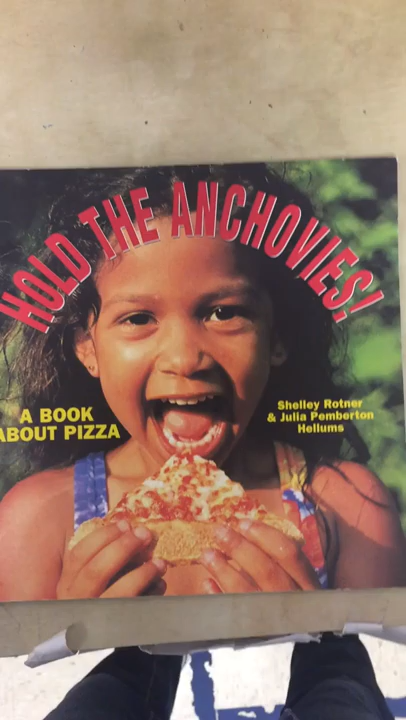 HOLD THE ANCHOVIES!
A BOOK
ABOUT PIZZA
Shelley Rotner
& Julia Pemberton
Hellums